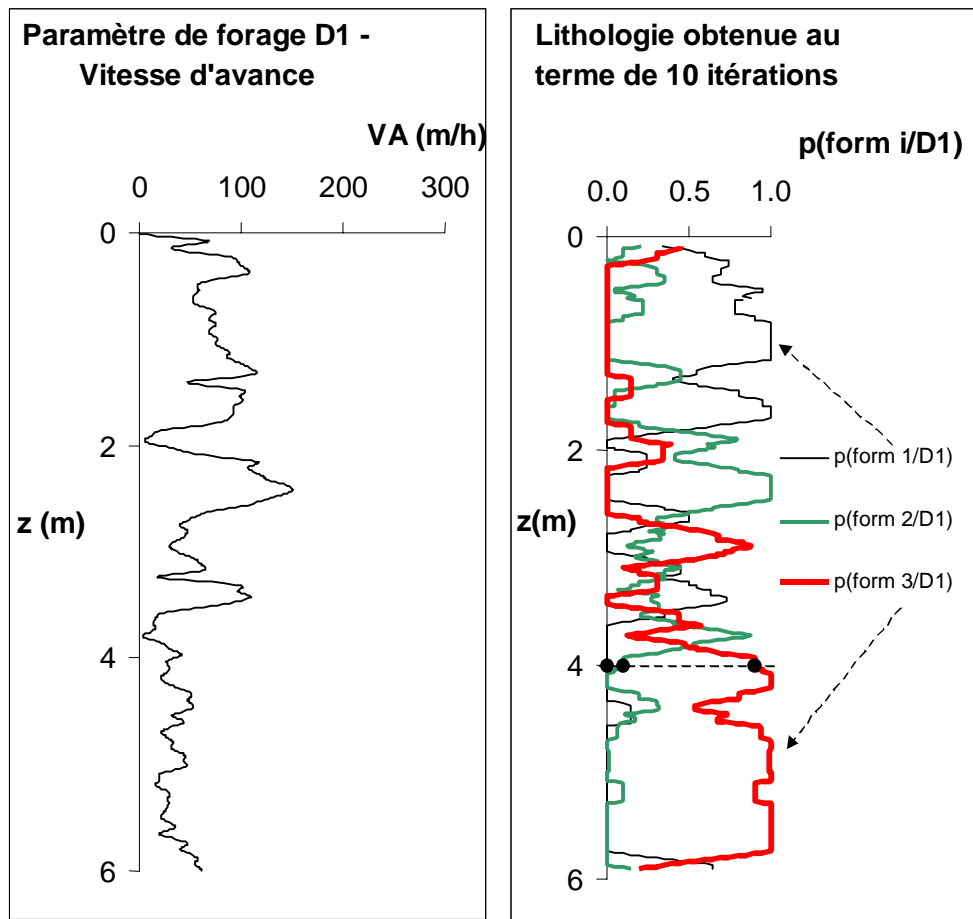 Paramètre de forage D1 -
Vitesse d'avance
VA (m/h)
0 100 200 300
0
2
z (m)
4
6
Lithologie obtenue au
terme de 10 itérations
p(form i/D1)
0.0 0.5 1.0
0
2
z(m)
4
6
p(form 1/D1)
p(form 2/D1)
p(form 3/D1)